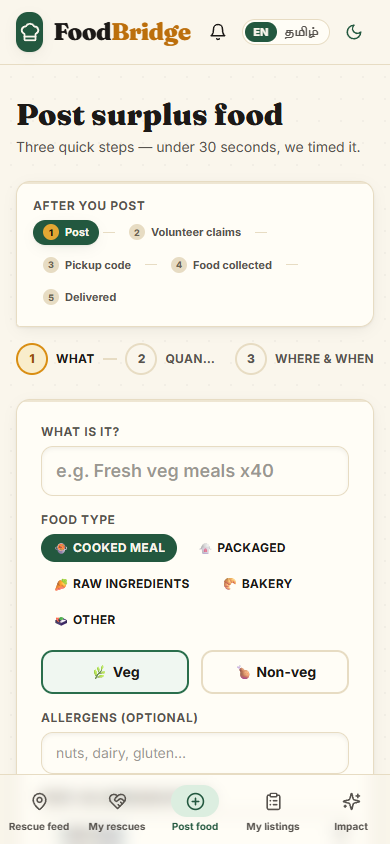 FoodBridge EN தமிழ்
Post surplus food
Three quick steps — under 30 seconds, we timed it.
AFTER YOU POST
1 Post — 2 Volunteer claims —
3 Pickup code — 4 Food collected —
5 Delivered
1 WHAT — 2 QUAN... 3 WHERE & WHEN
WHAT IS IT?
e.g. Fresh veg meals x40
FOOD TYPE
COOKED MEAL PACKAGED
RAW INGREDIENTS BAKERY
OTHER
Veg Non-veg
ALLERGENS (OPTIONAL)
nuts, dairy, gluten...
Rescue feed My rescues Post food My listings Impact